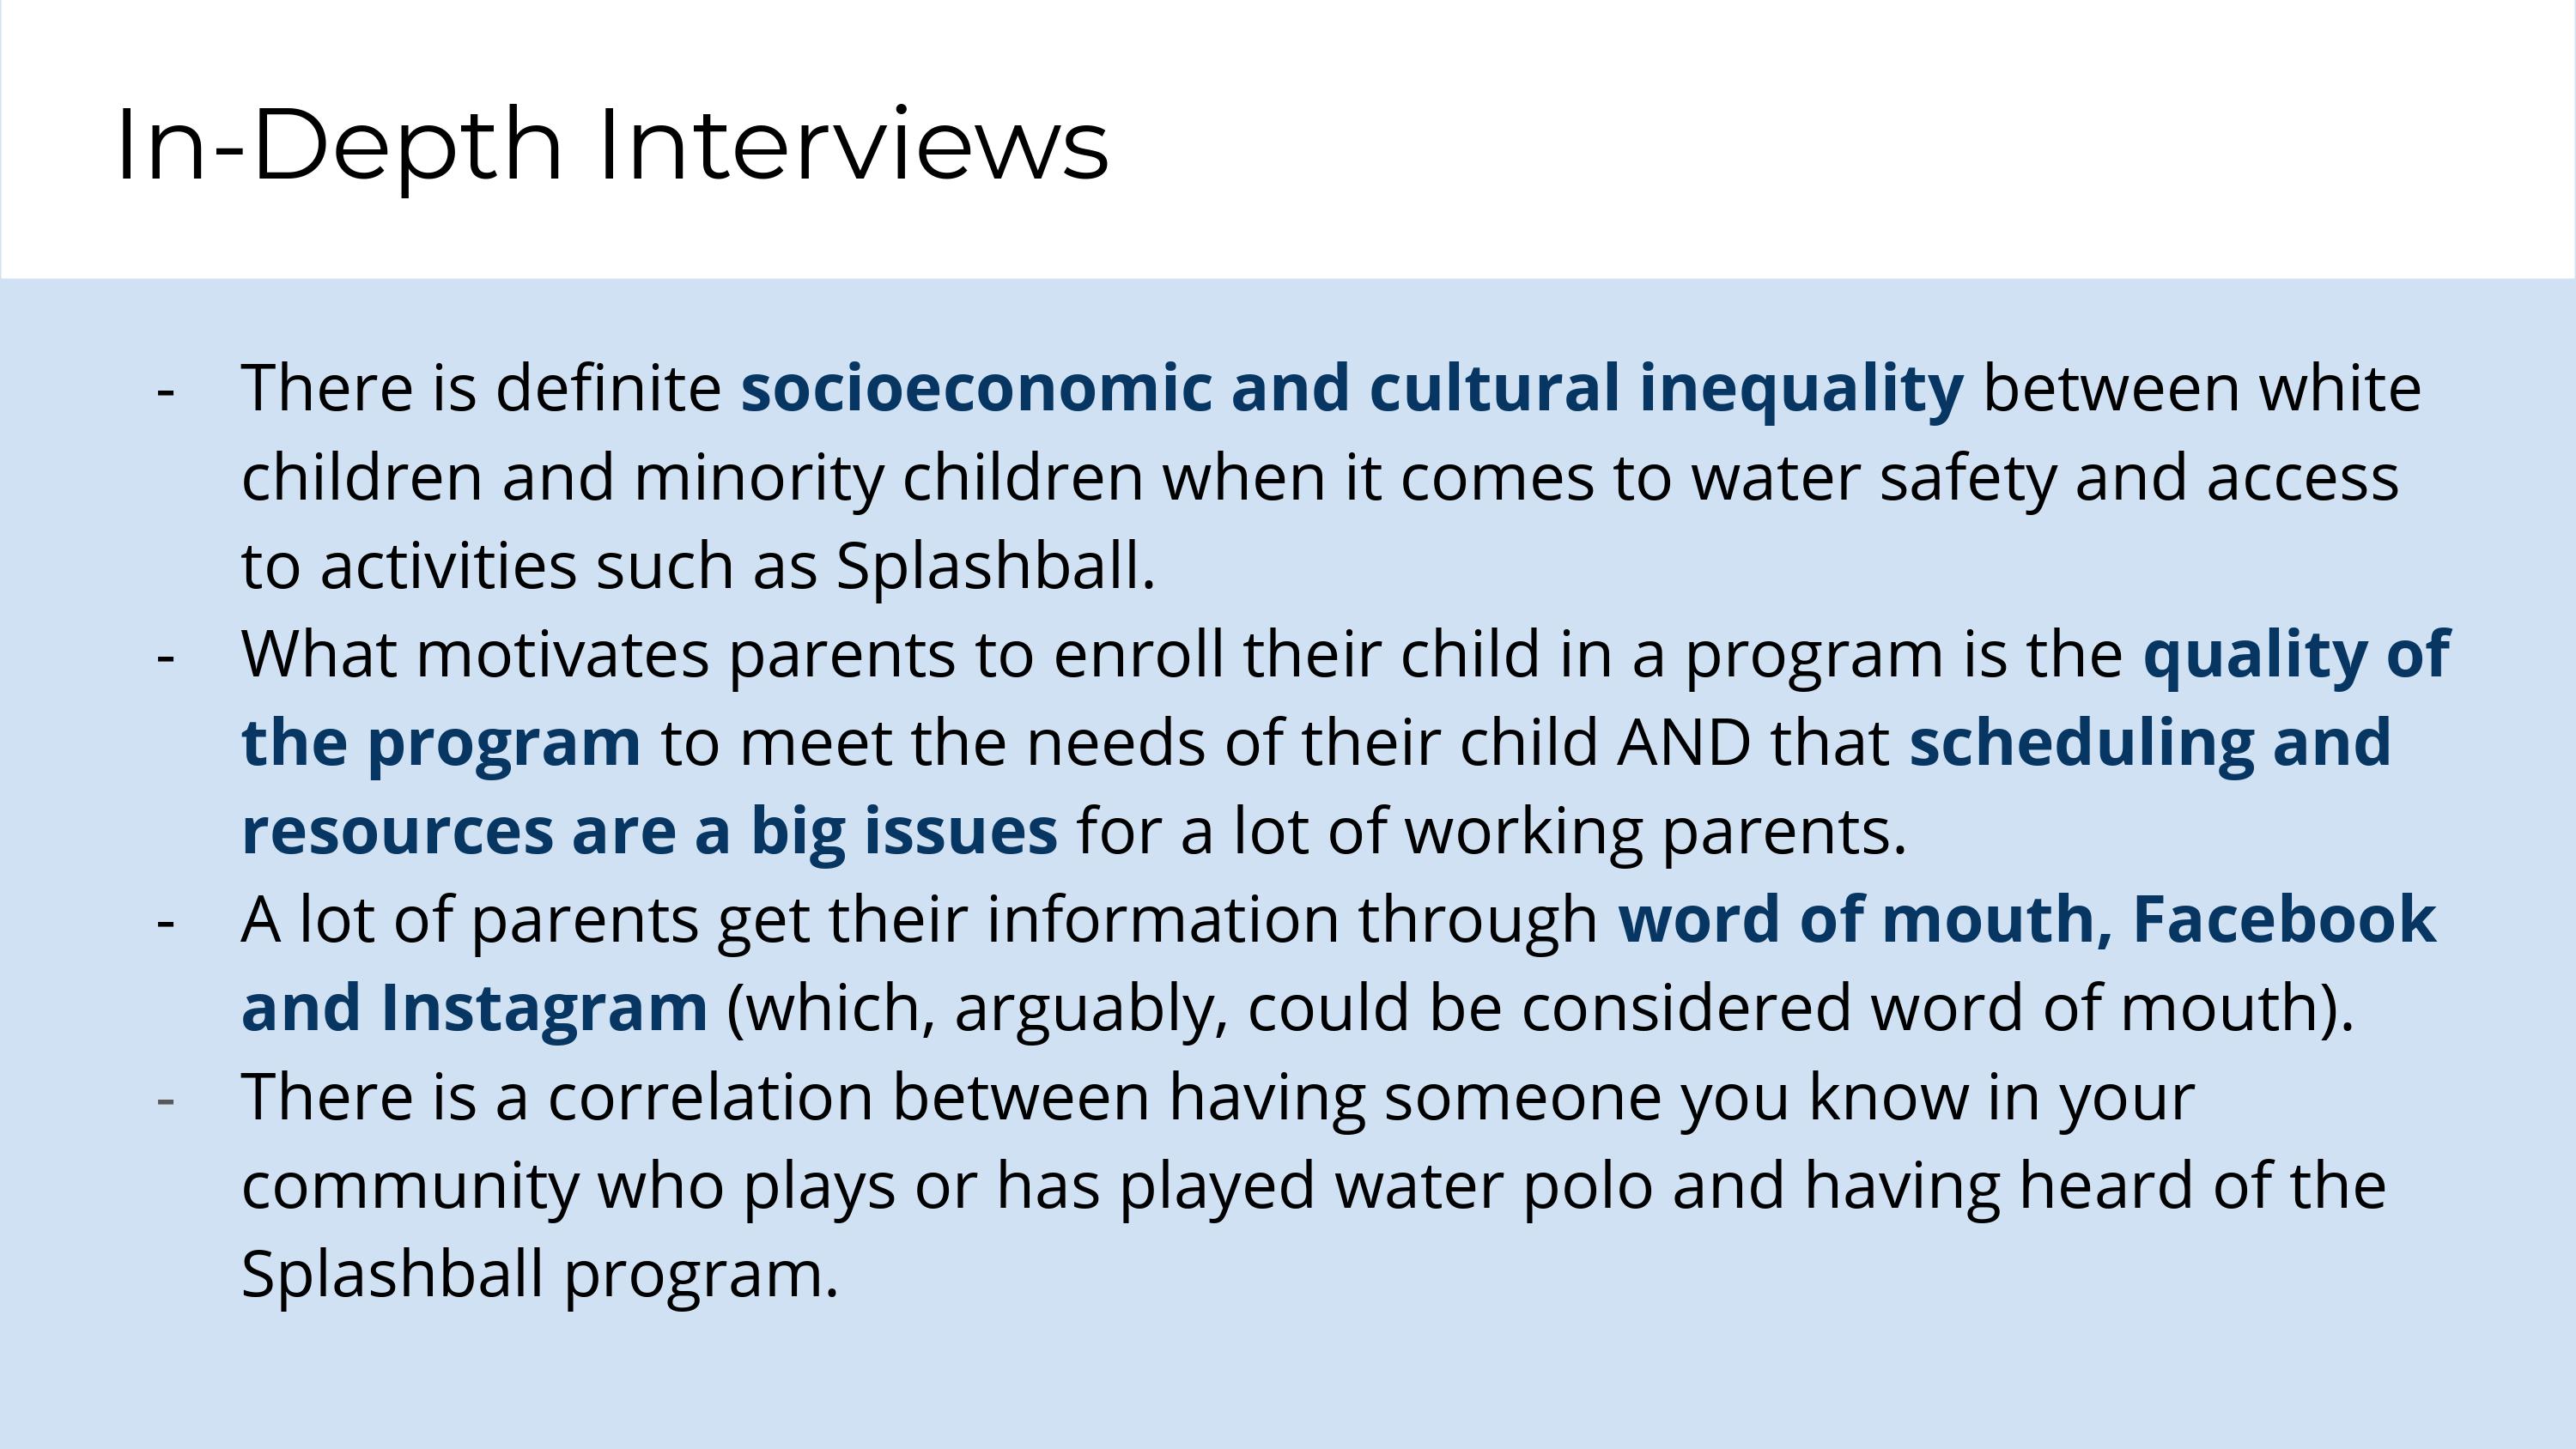 In-Depth Interviews
- There is definite socioeconomic and cultural inequality between white
children and minority children when it comes to water safety and access
to activities such as Splashball.
- What motivates parents to enroll their child in a program is the quality of
the program to meet the needs of their child AND that scheduling and
resources are a big issues for a lot of working parents.
- A lot of parents get their information through word of mouth, Facebook
and Instagram (which, arguably, could be considered word of mouth).
- There is a correlation between having someone you know in your
community who plays or has played water polo and having heard of the
Splashball program.